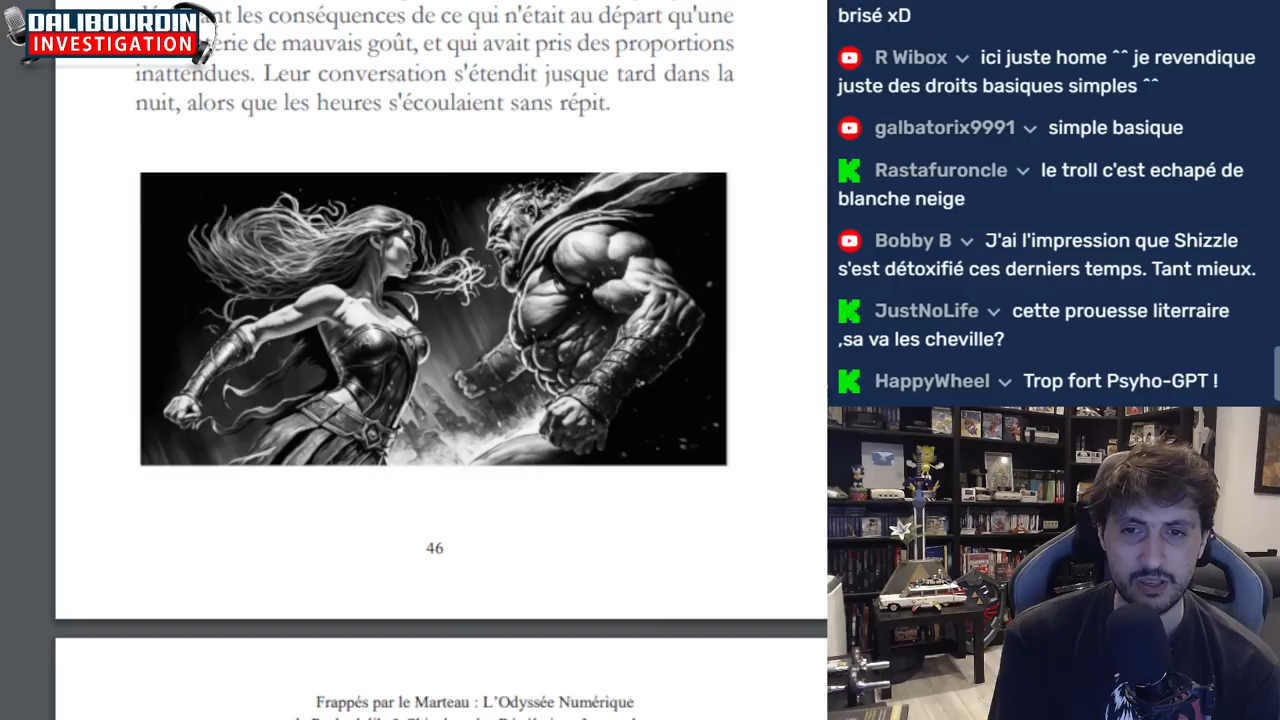 DALIBOURDIN
INVESTIGATION
les conséquences de ce qui n'était au départ qu'une
de mauvais goût, et qui avait pris des proportions
inattendues. Leur conversation s'étendit jusque tard dans la
nuit, alors que les heures s'écoulaient sans répit.
46
Frappés par le Marteau : L'Odyssée Numérique
brisé xD
R Wibox ici juste home ^^ je revendique
juste des droits basiques simples ^^
galbatorix9991 simple basique
Rastafuroncle le troll c'est echapé de
blanche neige
Bobby B J'ai l'impression que Shizzle
s'est détoxifié ces derniers temps. Tant mieux.
JustNoLife cette prouesse literraire
,sa va les cheville?
HappyWheel Trop fort Psyho-GPT !